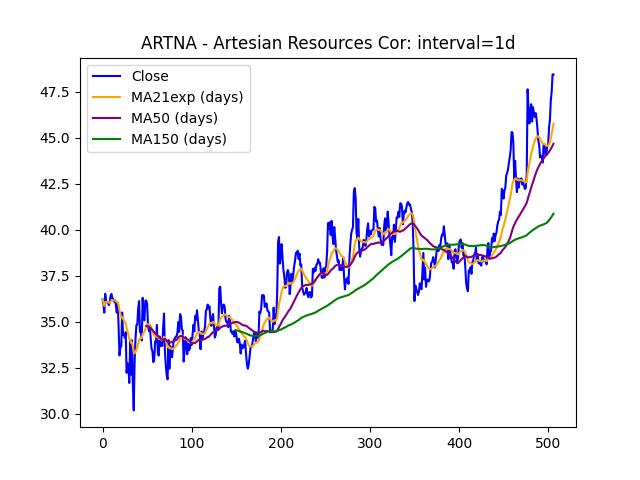 ARTNA - Artesian Resources Cor: interval=1d
Close
MA21exp (days)
MA50 (days)
MA150 (days)
47.5
45.0
42.5
40.0
37.5
35.0
32.5
30.0
0
100
200
300
400
500